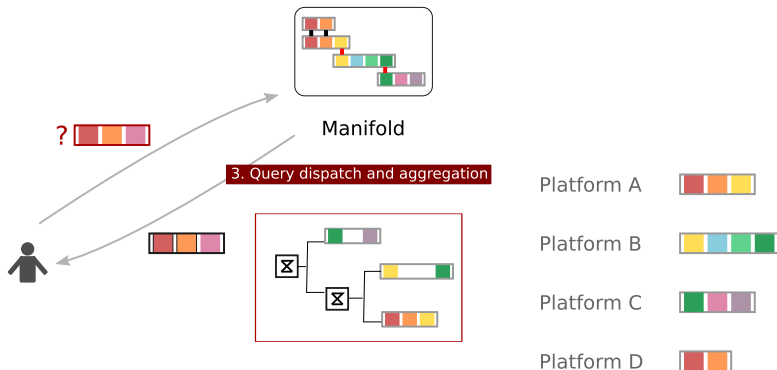 ?
Manifold
3. Query dispatch and aggregation
Platform A
Platform B
Platform C
Platform D